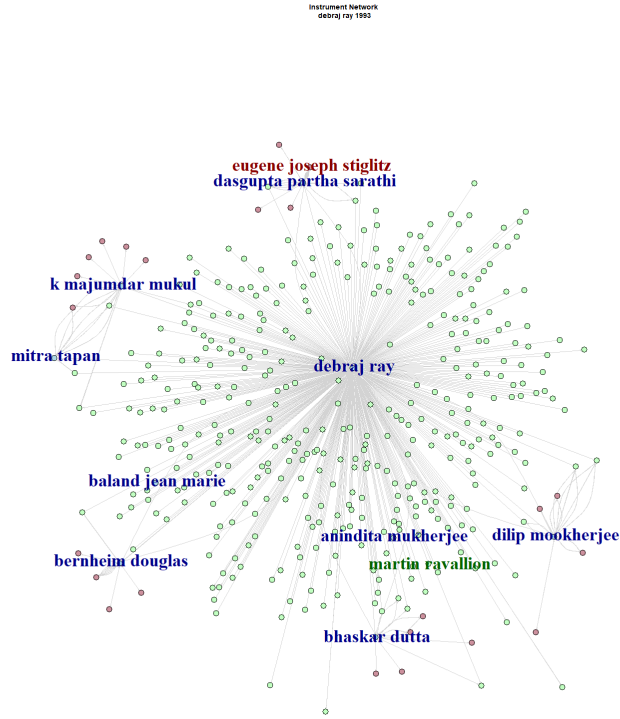 Instrument Network
debraj ray 1993
eugene joseph stiglitz
dasgupta partha sarathi
k majumdar mukul
mitra tapan
debraj ray
baland jean marie
anindita mukherjee
dilip mookherjee
bernheim douglas
martin ravallion
bhaskar dutta